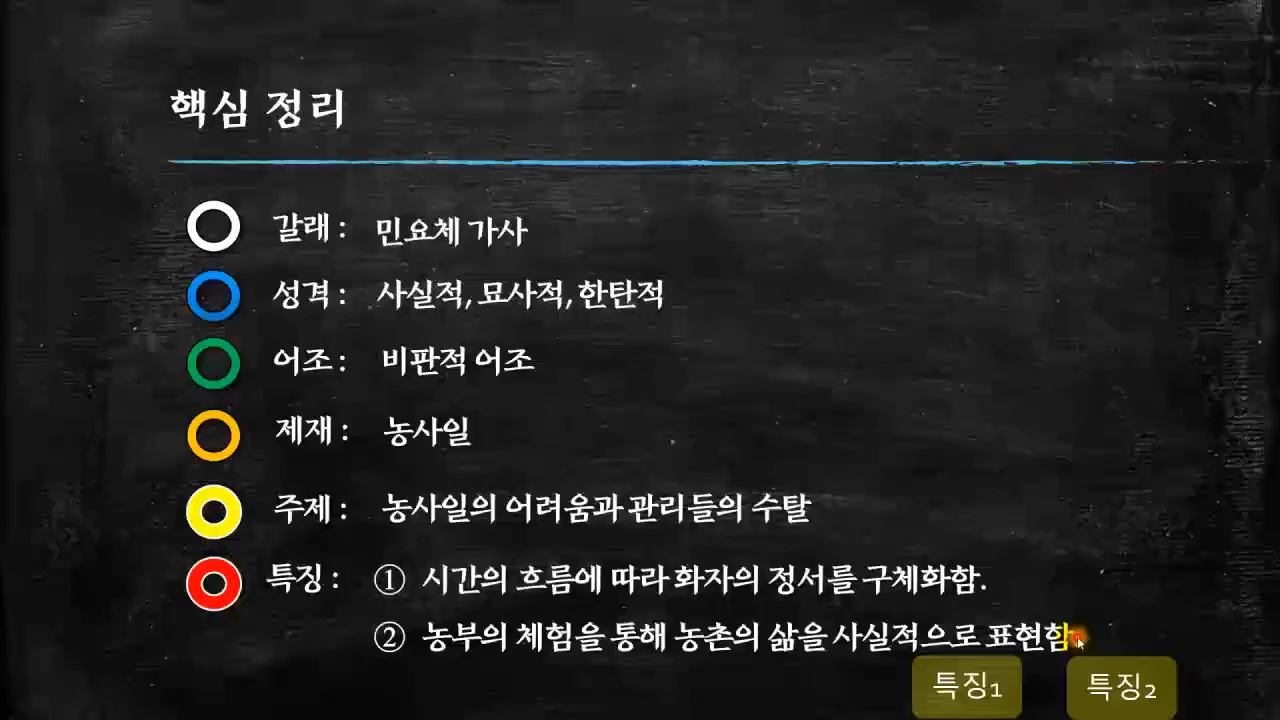 핵심 정리
갈래 : 민요체 가사
성격 : 사실적, 묘사적, 한탄적
어조 : 비판적 어조
제재 : 농사일
주제 : 농사일의 어려움과 관리들의 수탈
특징 : ① 시간의 흐름에 따라 화자의 정서를 구체화함.
② 농부의 체험을 통해 농촌의 삶을 사실적으로 표현함
특징1 특징2